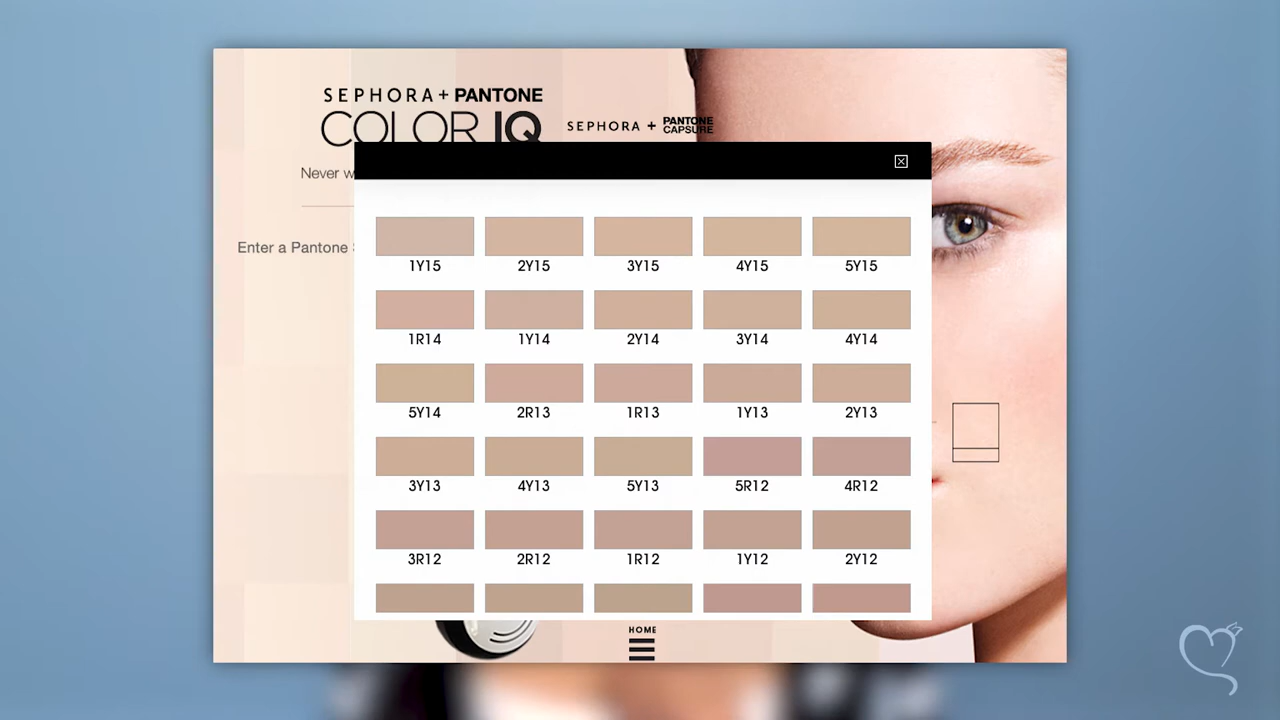 SEPHORA+PANTONE
COLOR IQ
SEPHORA + PANTONE
CAPSURE
Never w
Enter a Pantone
1Y15 2Y15 3Y15 4Y15 5Y15
1R14 1Y14 2Y14 3Y14 4Y14
5Y14 2R13 1R13 1Y13 2Y13
3Y13 4Y13 5Y13 5R12 4R12
3R12 2R12 1R12 1Y12 2Y12
HOME